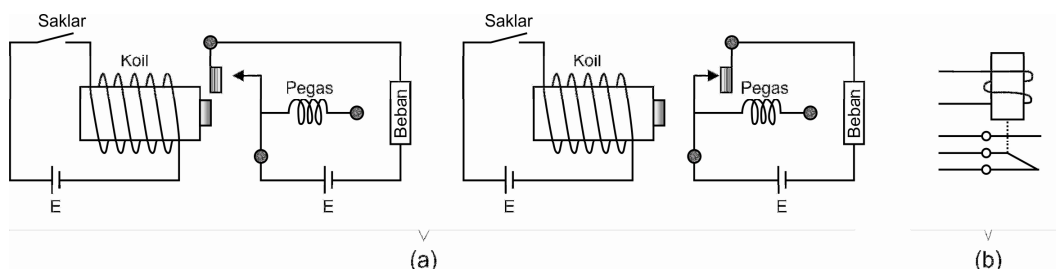 Saklar
Koil
Pegas
Beban
E
E
Saklar
Koil
Pegas
Beban
E
E
(a)
(b)